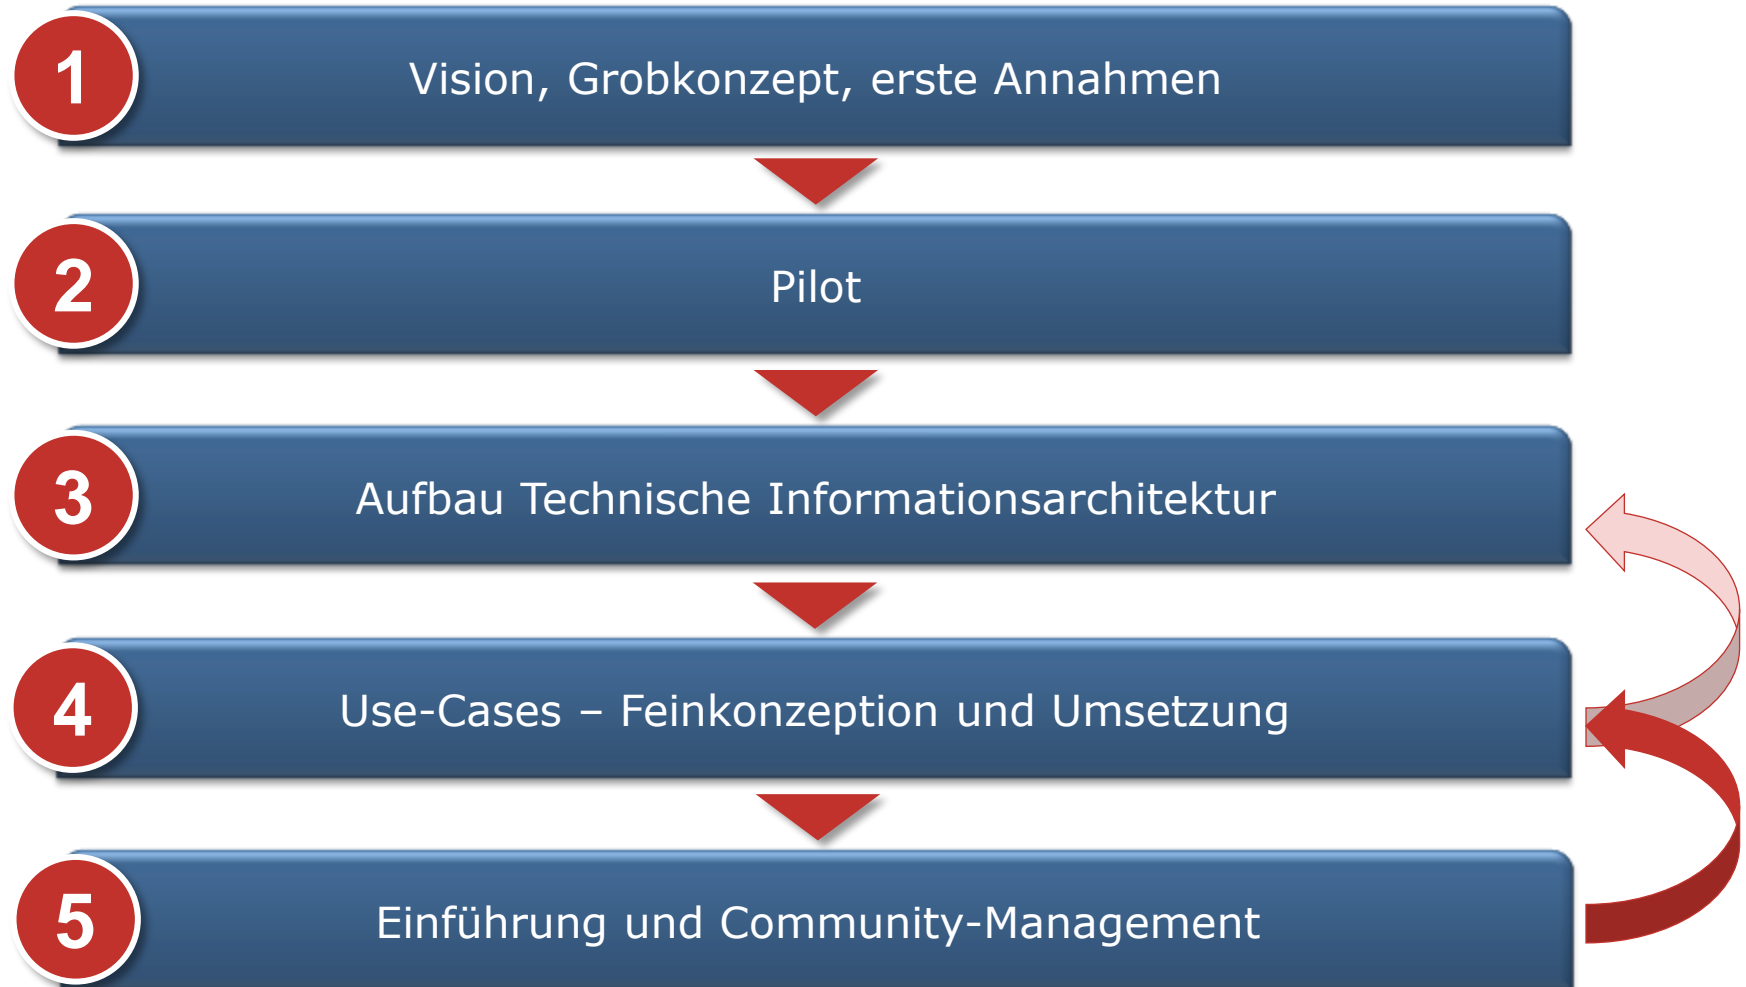 1
Vision, Grobkonzept, erste Annahmen
2
Pilot
3
Aufbau Technische Informationsarchitektur
4
Use-Cases – Feinkonzeption und Umsetzung
5
Einführung und Community-Management